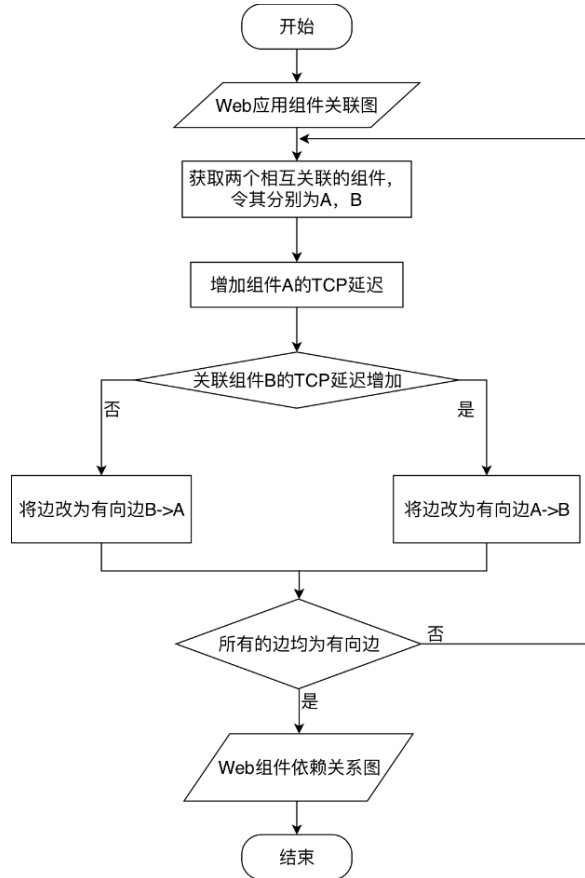 开始
Web应用组件关联图
获取两个相互关联的组件，
令其分别为A，B
增加组件A的TCP延迟
关联组件B的TCP延迟增加
否
是
将边改为有向边B->A
将边改为有向边A->B
所有的边均为有向边
否
是
Web组件依赖关系图
结束